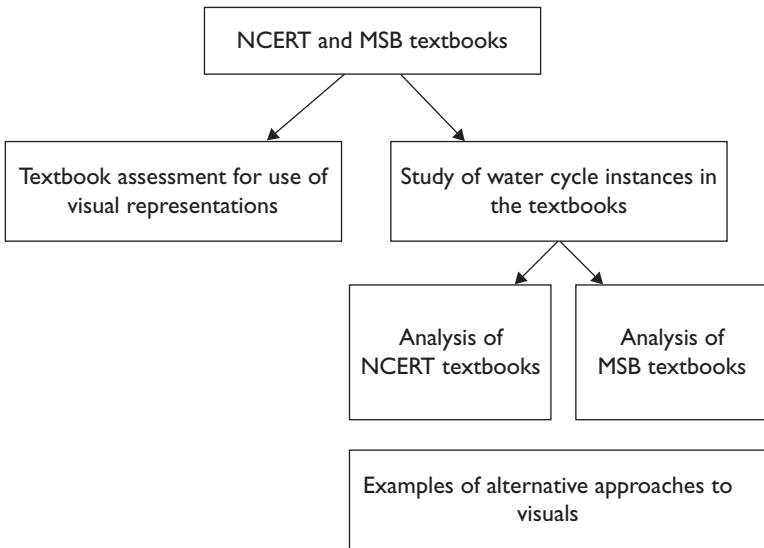 NCERT and MSB textbooks
Textbook assessment for use of
visual representations
Study of water cycle instances in
the textbooks
Analysis of
NCERT textbooks
Analysis of
MSB textbooks
Examples of alternative approaches to
visuals